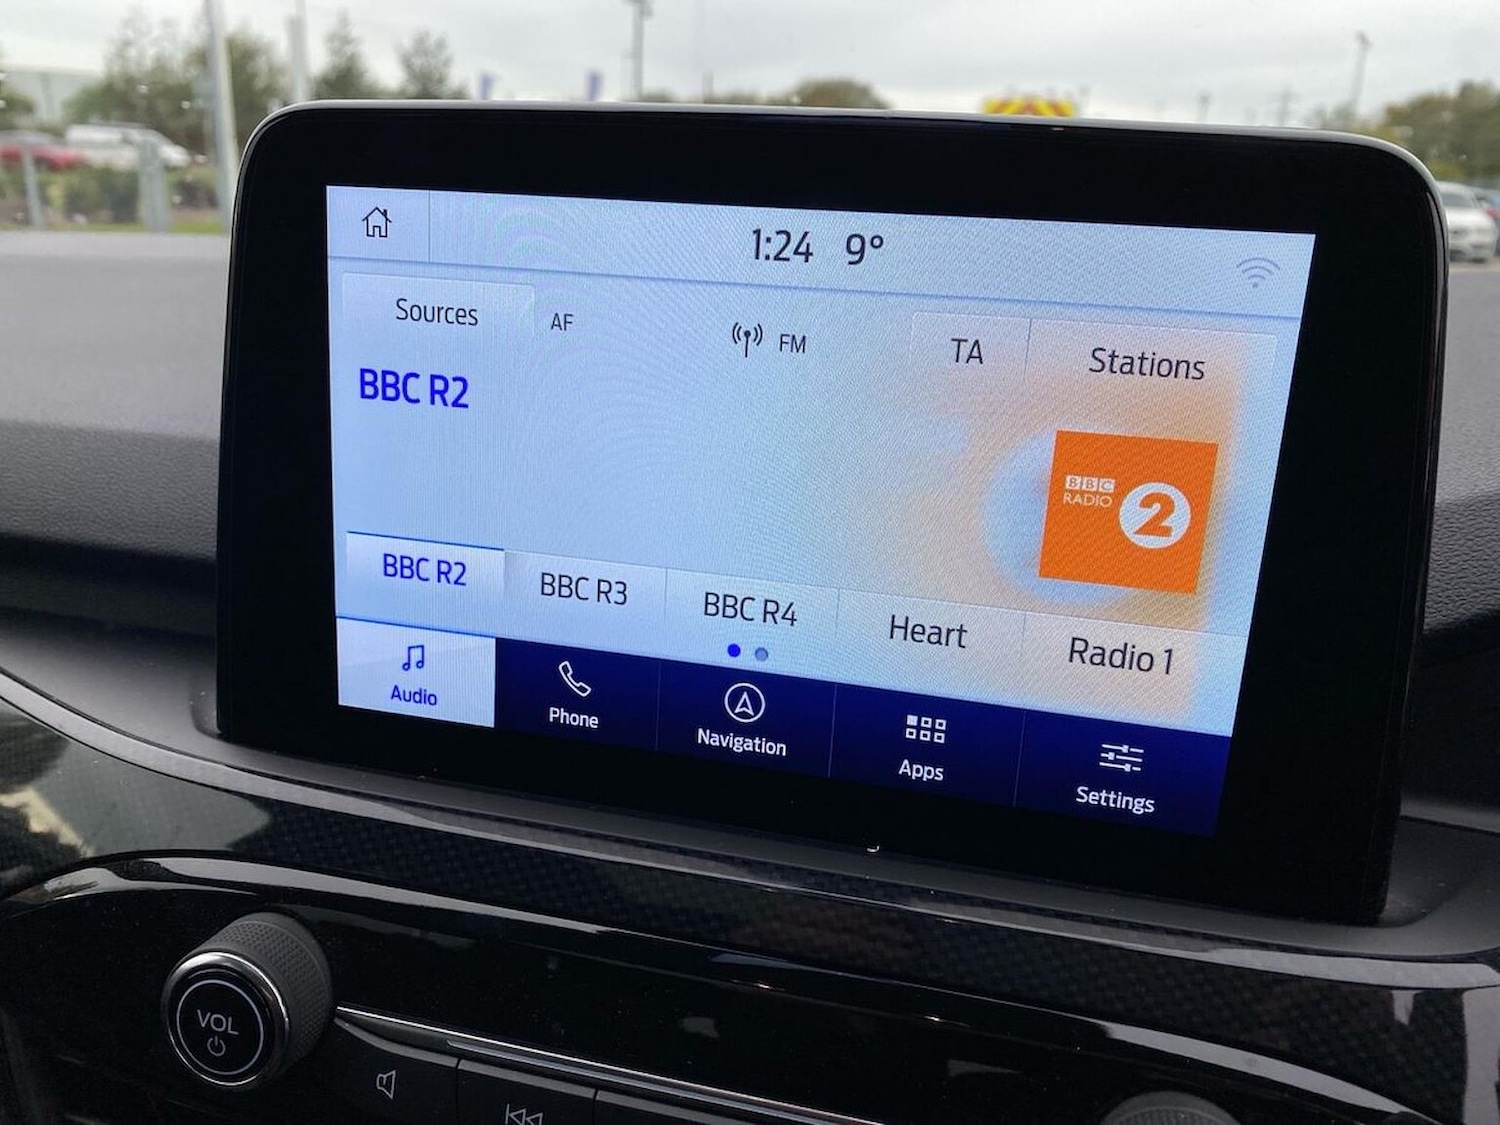 1:24 9°
Sources
AF
FM
TA
Stations
BBC R2
BBC
RADIO
2
BBC R2
BBC R3
BBC R4
Heart
Radio 1
Audio
Phone
Navigation
Apps
Settings
VOL